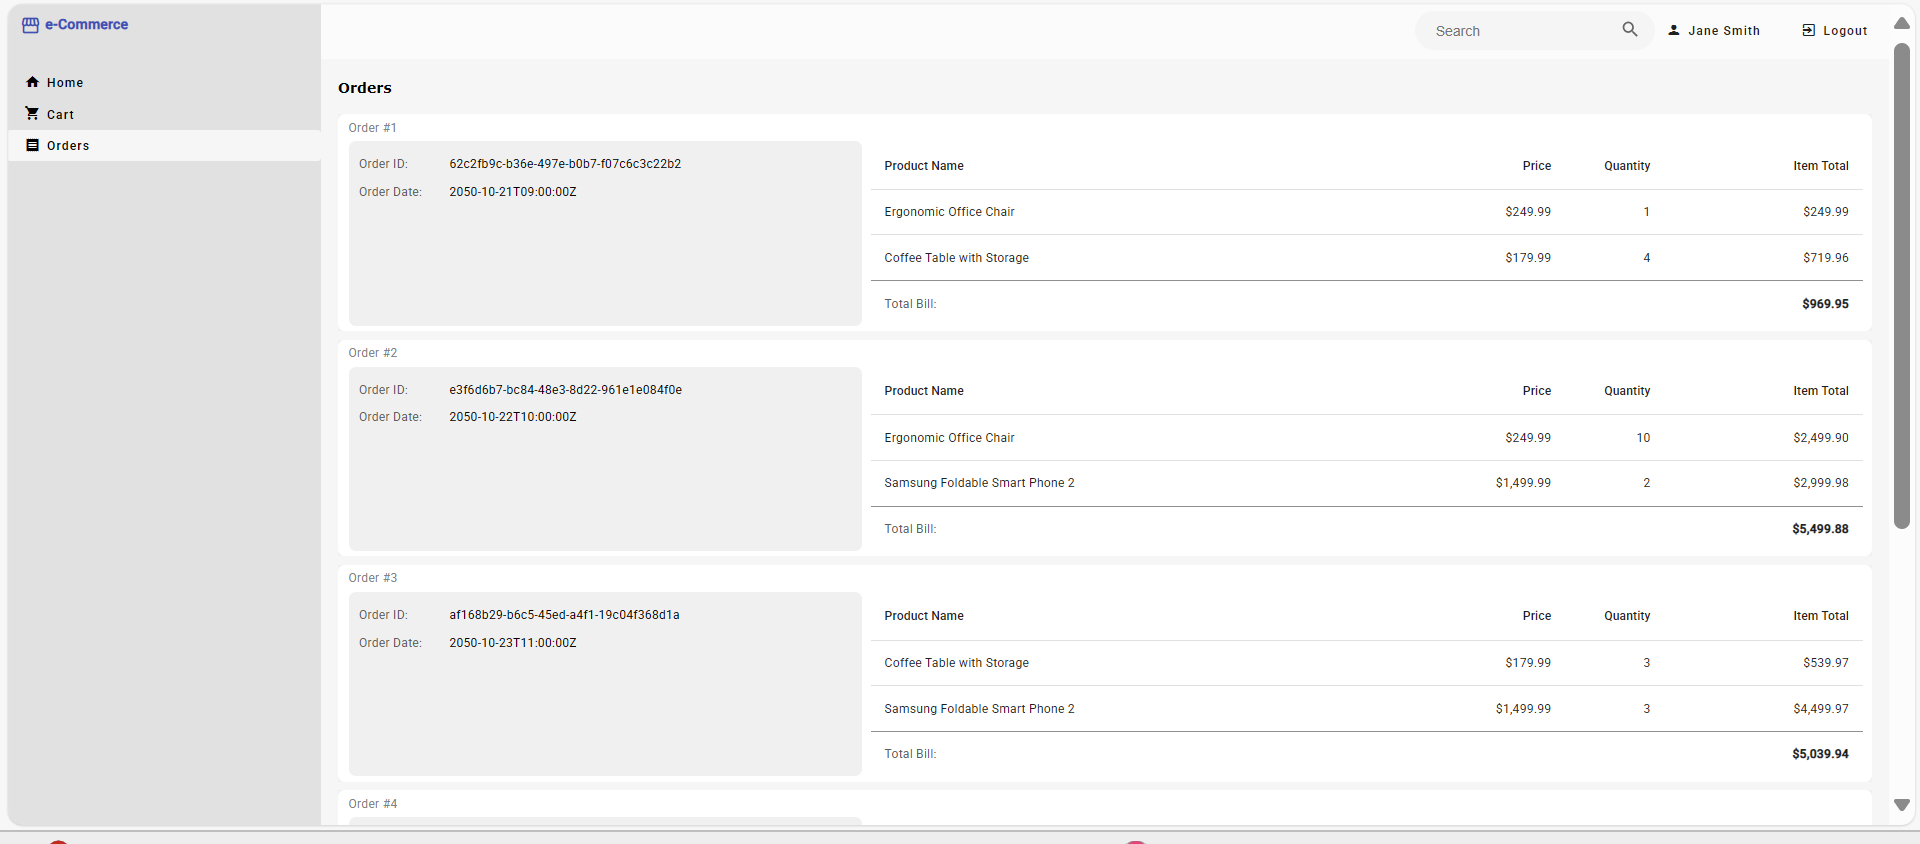 e-Commerce
Search
Jane Smith
Logout
Home
Cart
Orders
Orders
Order #1
Order ID: 62c2fb9c-b36e-497e-b0b7-f07c6c3c22b2
Order Date: 2050-10-21T09:00:00Z
Product Name Price Quantity Item Total
Ergonomic Office Chair $249.99 1 $249.99
Coffee Table with Storage $179.99 4 $719.96
Total Bill: $969.95
Order #2
Order ID: e3f6d6b7-bc84-48e3-8d22-961e1e084f0e
Order Date: 2050-10-22T10:00:00Z
Product Name Price Quantity Item Total
Ergonomic Office Chair $249.99 10 $2,499.90
Samsung Foldable Smart Phone 2 $1,499.99 2 $2,999.98
Total Bill: $5,499.88
Order #3
Order ID: af168b29-b6c5-45ed-a4f1-19c04f368d1a
Order Date: 2050-10-23T11:00:00Z
Product Name Price Quantity Item Total
Coffee Table with Storage $179.99 3 $539.97
Samsung Foldable Smart Phone 2 $1,499.99 3 $4,499.97
Total Bill: $5,039.94
Order #4